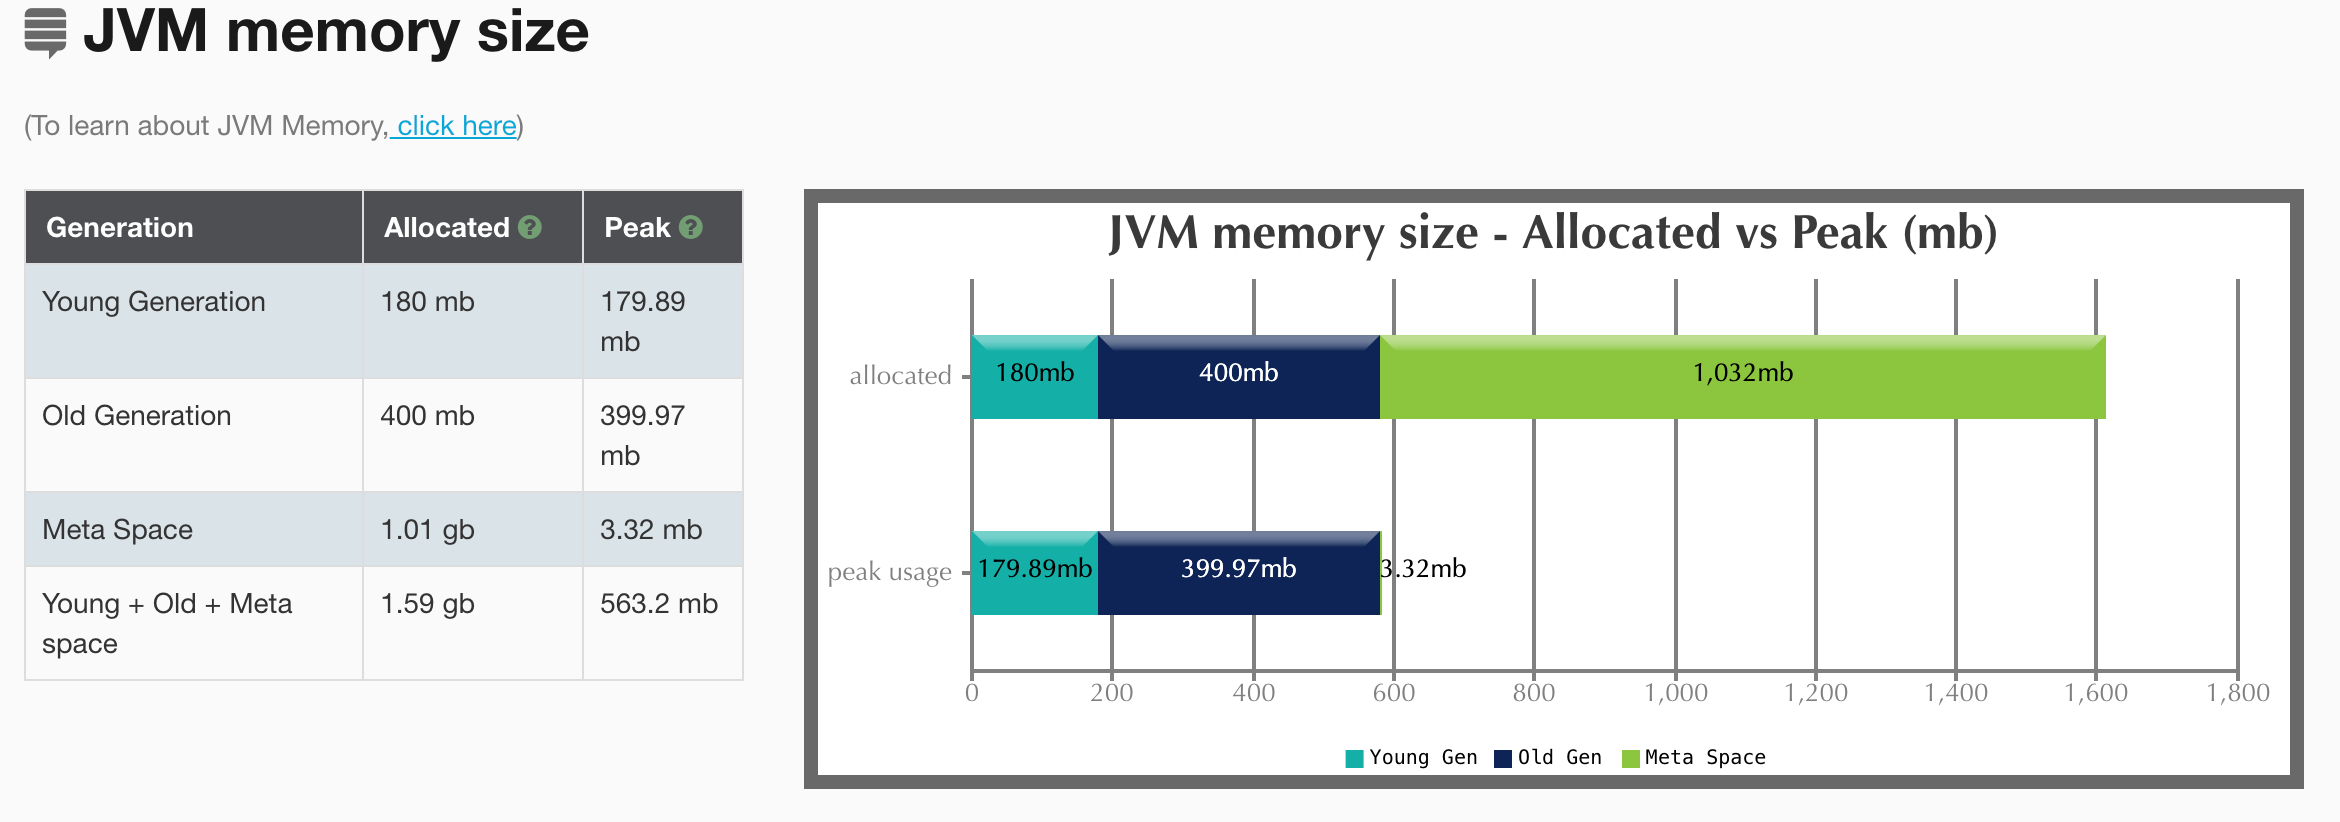 JVM memory size
(To learn about JVM Memory, click here)
Generation Allocated ? Peak ?
Young Generation 180 mb 179.89 mb
Old Generation 400 mb 399.97 mb
Meta Space 1.01 gb 3.32 mb
Young + Old + Meta space 1.59 gb 563.2 mb
JVM memory size - Allocated vs Peak (mb)
allocated 180mb 400mb 1,032mb
peak usage 179.89mb 399.97mb 3.32mb
0 200 400 600 800 1,000 1,200 1,400 1,600 1,800
Young Gen Old Gen Meta Space